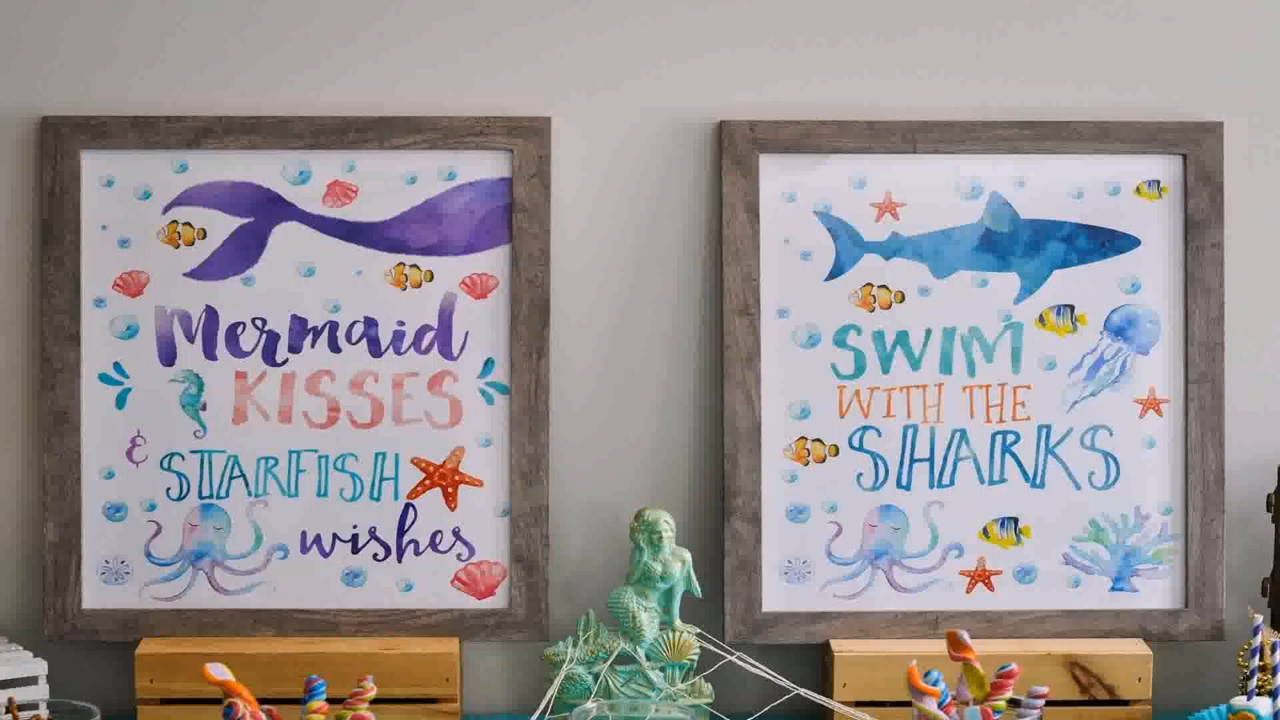 Mermaid
KISSES
&
STARFISH
wishes
SWIM
WITH THE
SHARKS